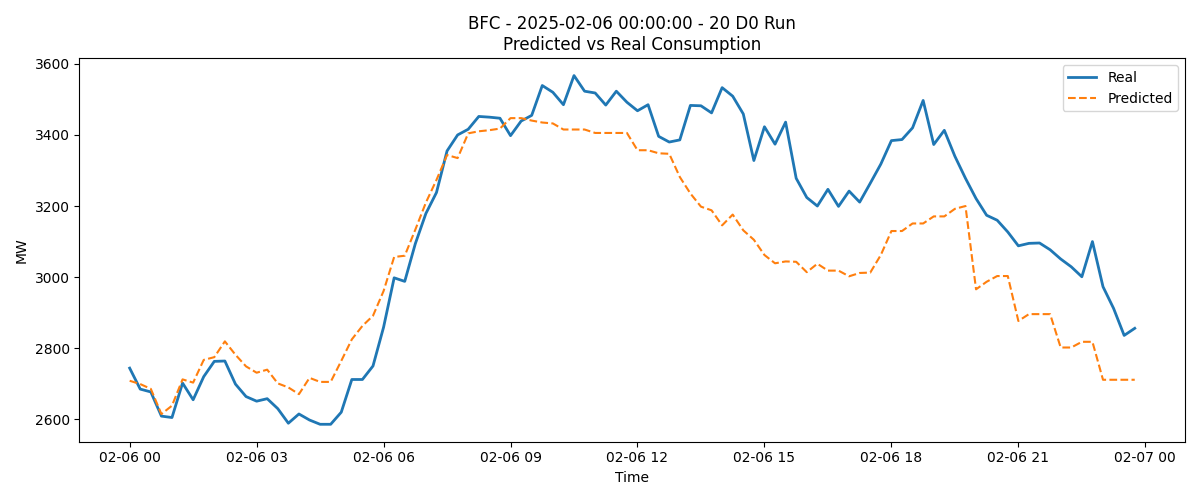 BFC - 2025-02-06 00:00:00 - 20 D0 Run
Predicted vs Real Consumption
Real
Predicted
MW
3600
3400
3200
3000
2800
2600
02-06 00 02-06 03 02-06 06 02-06 09 02-06 12 02-06 15 02-06 18 02-06 21 02-07 00
Time